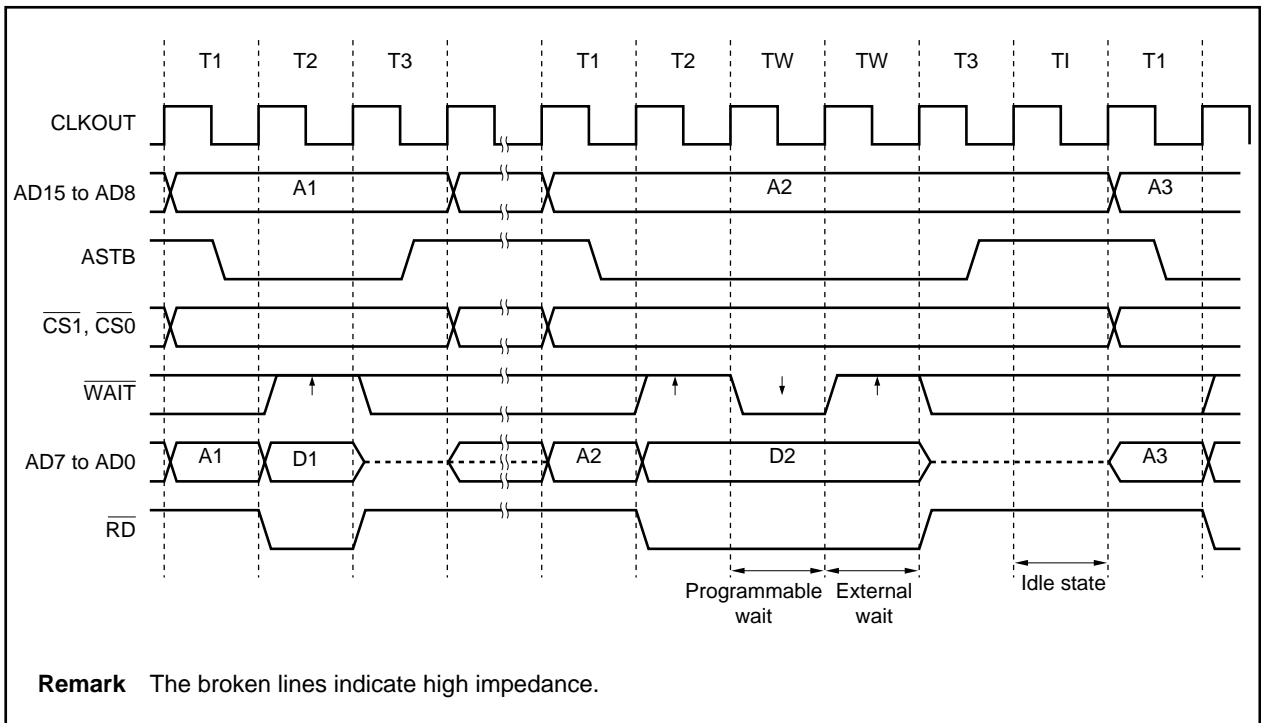 T1 T2 T3 T1 T2 TW TW T3 TI T1
CLKOUT
AD15 to AD8 A1 A2 A3
ASTB
CS1, CS0
WAIT
AD7 to AD0 A1 D1 A2 D2 A3
RD
Programmable wait
External wait
Idle state
Remark The broken lines indicate high impedance.